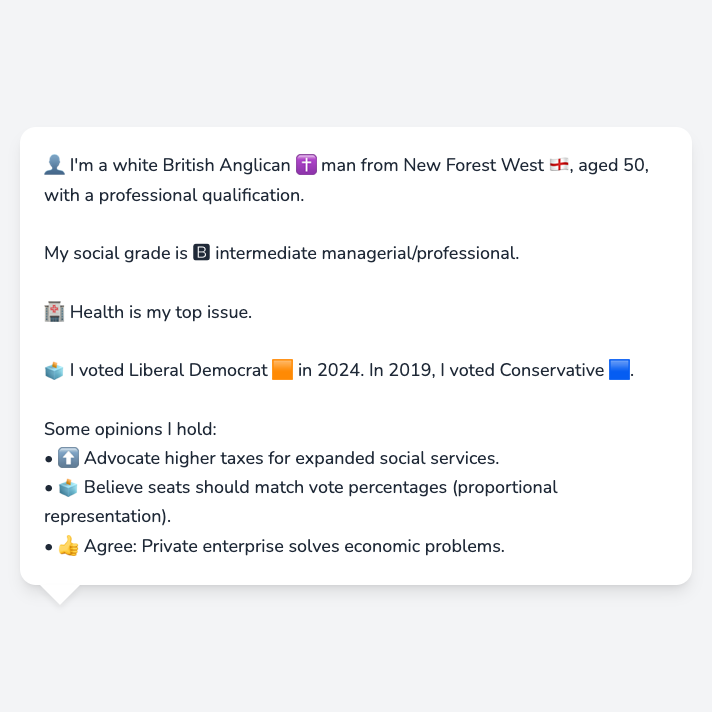 👤 I'm a white British Anglican ✝️ man from New Forest West 🏴󠁧󠁢󠁥󠁮󠁧󠁿, aged 50,
with a professional qualification.
My social grade is 🅱 intermediate managerial/professional.
🏥 Health is my top issue.
🗳️ I voted Liberal Democrat 🟧 in 2024. In 2019, I voted Conservative 🟦.
Some opinions I hold:
• ⬆️ Advocate higher taxes for expanded social services.
• 🗳️ Believe seats should match vote percentages (proportional
representation).
• 👍 Agree: Private enterprise solves economic problems.